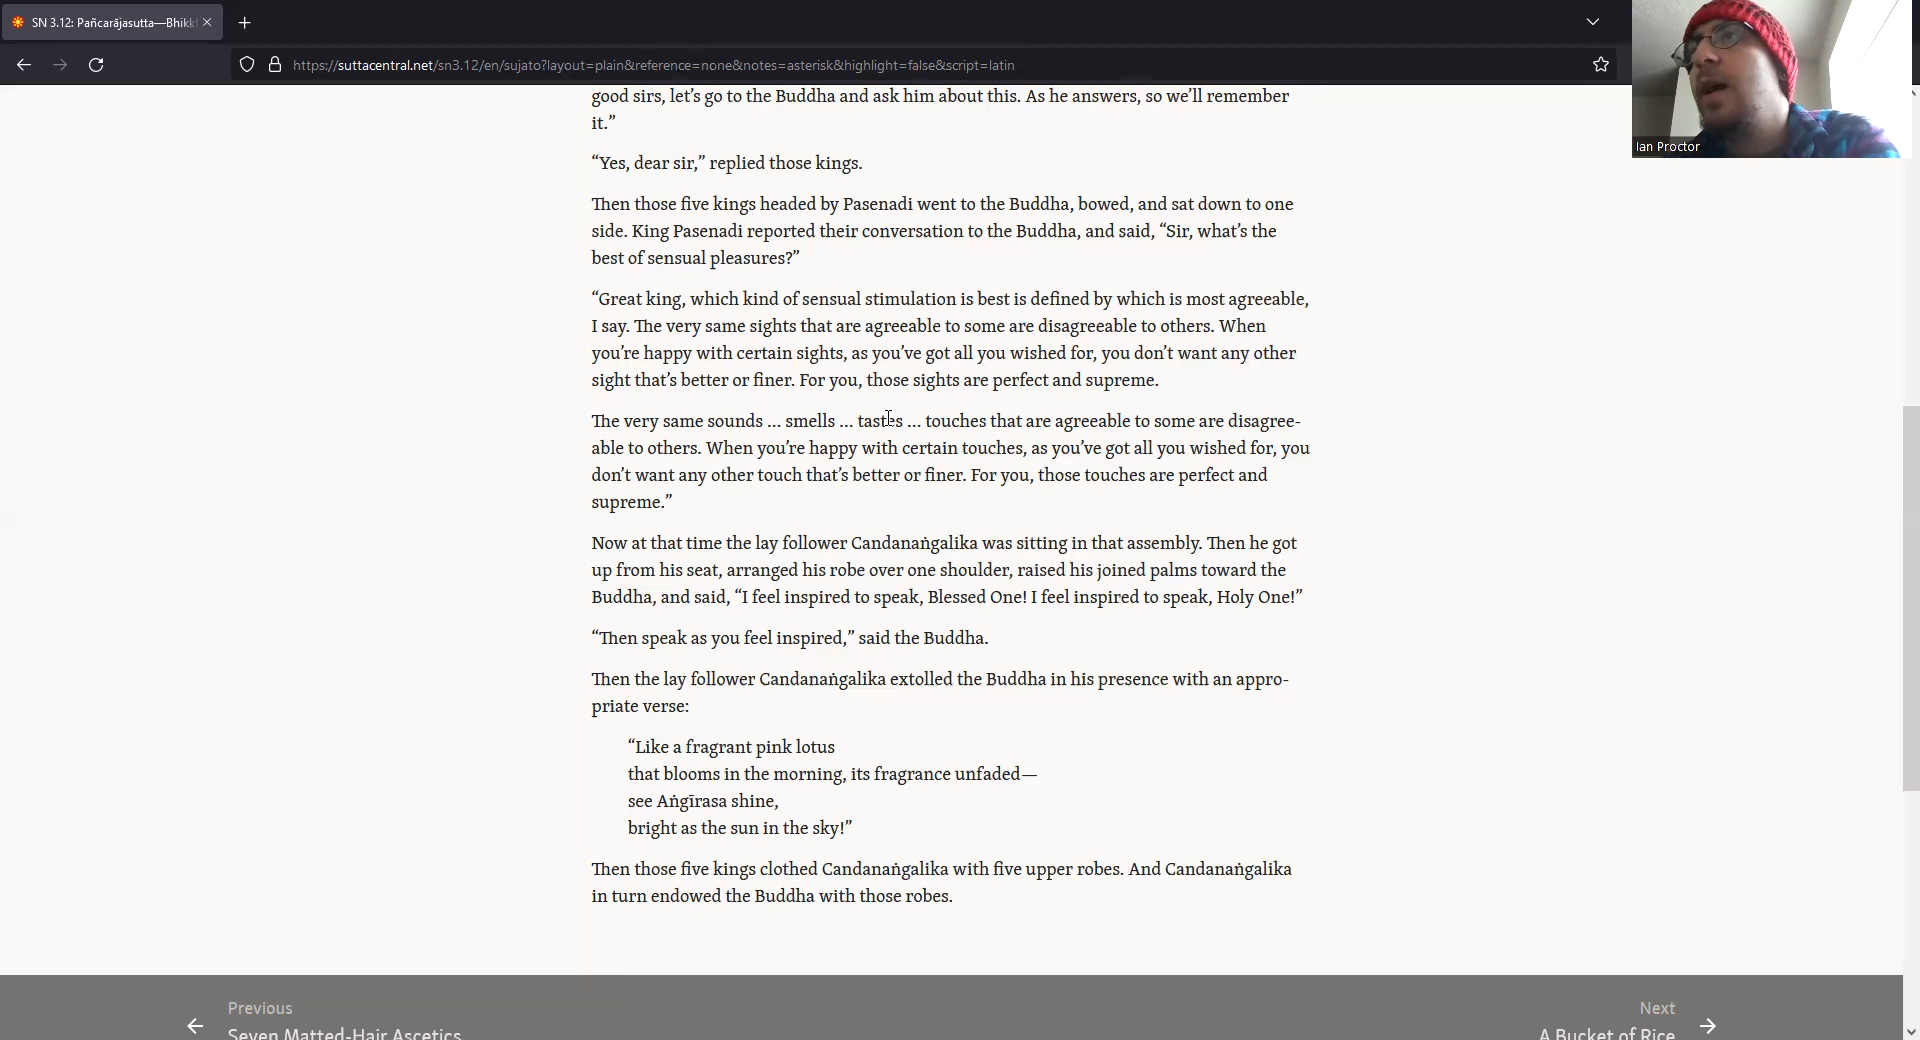 SN 3.12: Pañcarājasutta—Bhikk
https://suttacentral.net/sn3.12/en/sujato?layout=plain&reference=none&notes=asterisk&highlight=false&script=latin
Ian Proctor
good sirs, let’s go to the Buddha and ask him about this. As he answers, so we’ll remember
it.”
“Yes, dear sir,” replied those kings.
Then those five kings headed by Pasenadi went to the Buddha, bowed, and sat down to one
side. King Pasenadi reported their conversation to the Buddha, and said, “Sir, what’s the
best of sensual pleasures?”
“Great king, which kind of sensual stimulation is best is defined by which is most agreeable,
I say. The very same sights that are agreeable to some are disagreeable to others. When
you’re happy with certain sights, as you’ve got all you wished for, you don’t want any other
sight that’s better or finer. For you, those sights are perfect and supreme.
The very same sounds … smells … tastes … touches that are agreeable to some are disagree-
able to others. When you’re happy with certain touches, as you’ve got all you wished for, you
don’t want any other touch that’s better or finer. For you, those touches are perfect and
supreme.”
Now at that time the lay follower Candanaṅgalika was sitting in that assembly. Then he got
up from his seat, arranged his robe over one shoulder, raised his joined palms toward the
Buddha, and said, “I feel inspired to speak, Blessed One! I feel inspired to speak, Holy One!”
“Then speak as you feel inspired,” said the Buddha.
Then the lay follower Candanaṅgalika extolled the Buddha in his presence with an appro-
priate verse:
“Like a fragrant pink lotus
that blooms in the morning, its fragrance unfaded—
see Aṅgīrasa shine,
bright as the sun in the sky!”
Then those five kings clothed Candanaṅgalika with five upper robes. And Candanaṅgalika
in turn endowed the Buddha with those robes.
Previous
Seven Matted-Hair Ascetics
Next
A Bucket of Rice